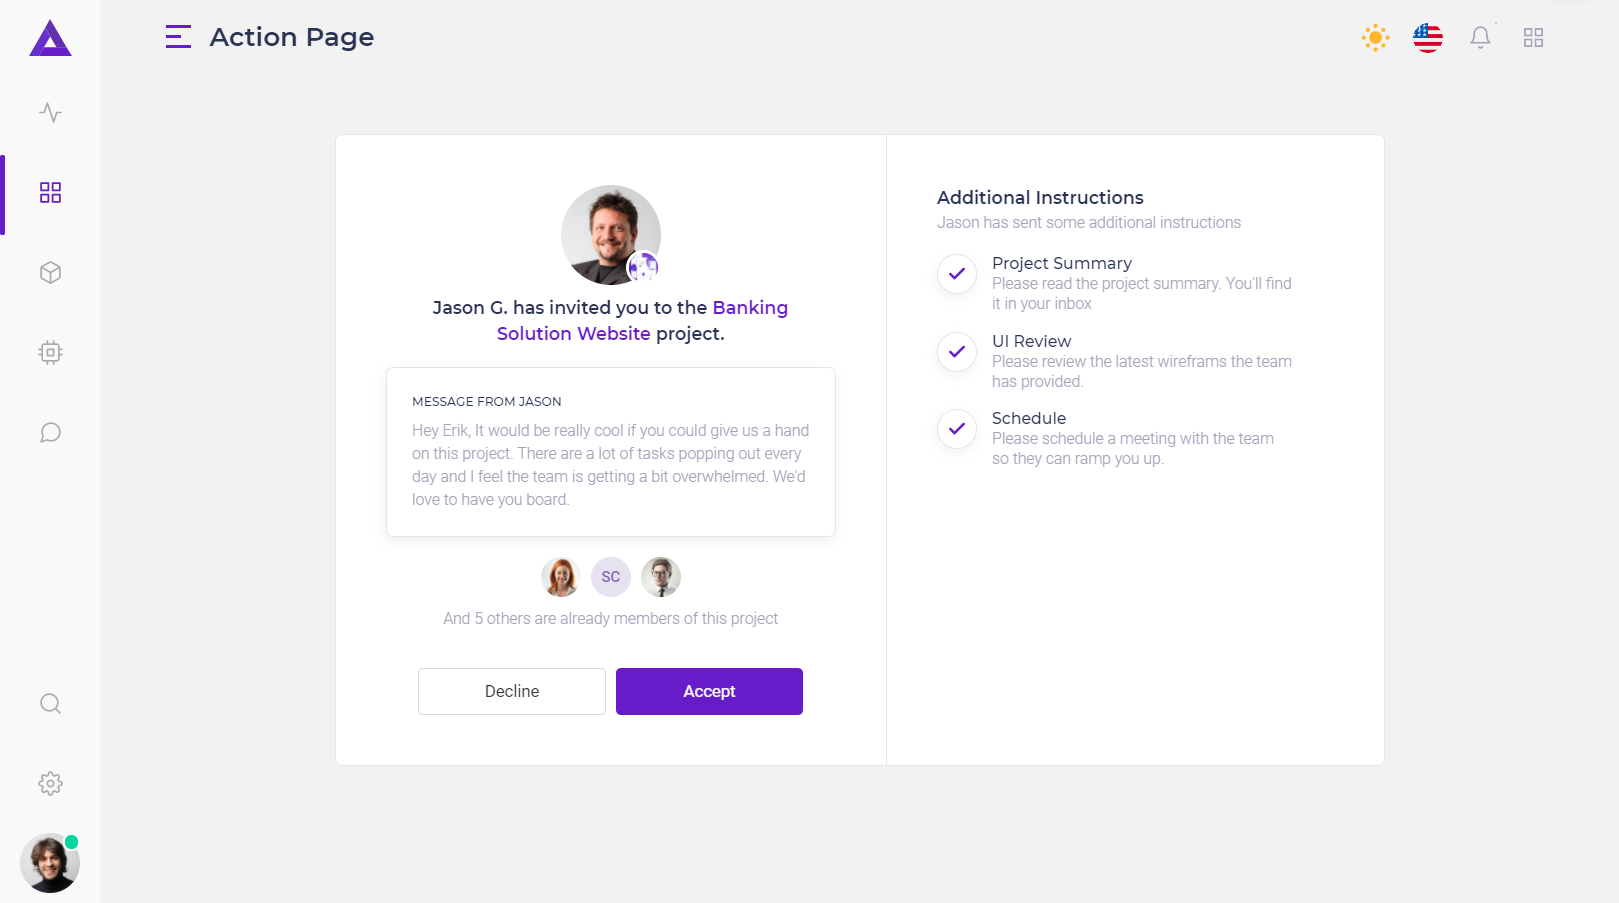 Action Page
Jason G. has invited you to the Banking
Solution Website project.
MESSAGE FROM JASON
Hey Erik, It would be really cool if you could give us a hand
on this project. There are a lot of tasks popping out every
day and I feel the team is getting a bit overwhelmed. We'd
love to have you board.
SC
And 5 others are already members of this project
Decline
Accept
Additional Instructions
Jason has sent some additional instructions
Project Summary
Please read the project summary. You'll find
it in your inbox
UI Review
Please review the latest wireframs the team
has provided.
Schedule
Please schedule a meeting with the team
so they can ramp you up.